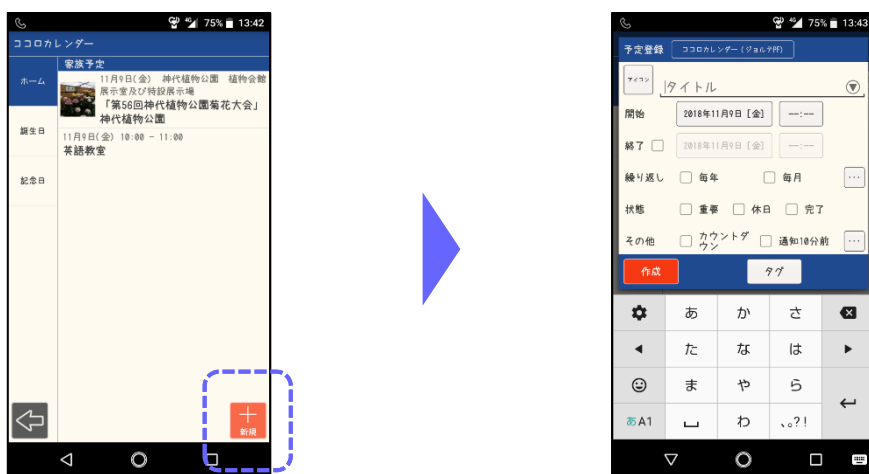 75% 13:42
ココロカレンダー
ホーム
誕生日
記念日
家族予定
11月9日(金) 神代植物公園 植物会館
展示室及び特設展示場
「第56回神代植物公園菊花大会」
神代植物公園
11月9日(金) 10:00 - 11:00
英語教室
新規
75% 13:43
予定登録 ココロカレンダー(ジョルテPF)
アイコン タイトル
開始 2018年11月9日 [金] --:--
終了 2018年11月9日 [金] --:--
繰り返し 毎年 毎月 ...
状態 重要 休日 完了
その他 カウントダウン 通知10分前 ...
作成 タグ
あ か さ
た な は
ま や ら
あA1 わ 、。?!